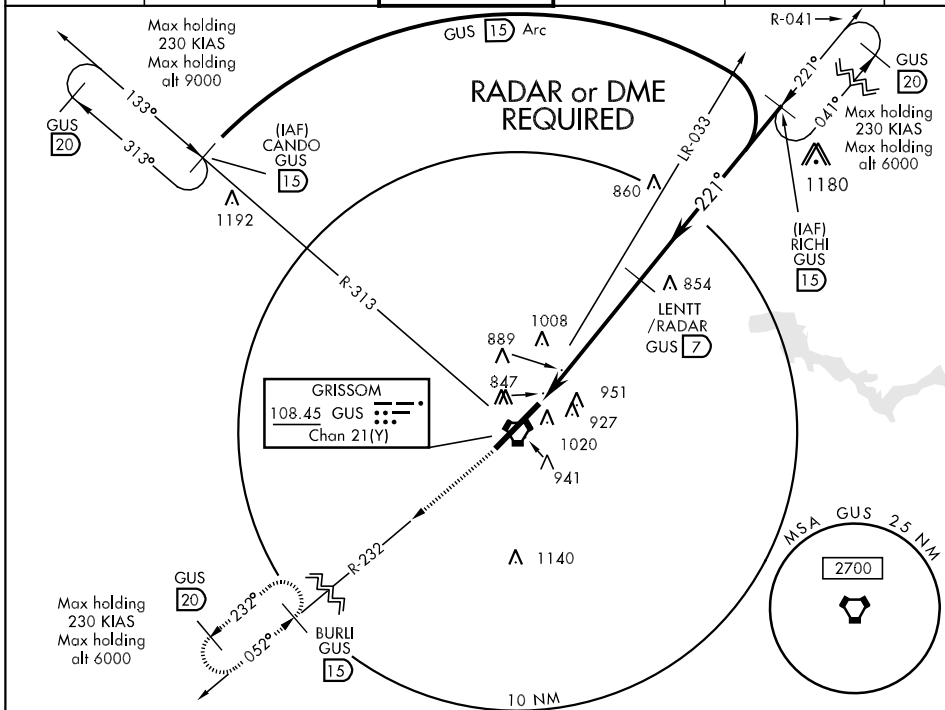 Max holding
230 KIAS
Max holding
alt 9000
GUS 15 Arc
R-041
GUS
20
RADAR or DME
REQUIRED
133°
313°
GUS
20
(IAF)
CANDO
GUS
15
1192
LR-033
221°
041°
Max holding
230 KIAS
Max holding
alt 6000
1180
860
221°
(IAF)
RICHI
GUS
15
R-313
854
LENTT
/RADAR
GUS 7
1008
889
847
951
927
1020
941
GRISSOM
108.45 GUS
Chan 21(Y)
R-232
1140
GUS
20
Max holding
230 KIAS
Max holding
alt 6000
232°
052°
BURLI
GUS
15
10 NM
MSA GUS 25 NM
2700